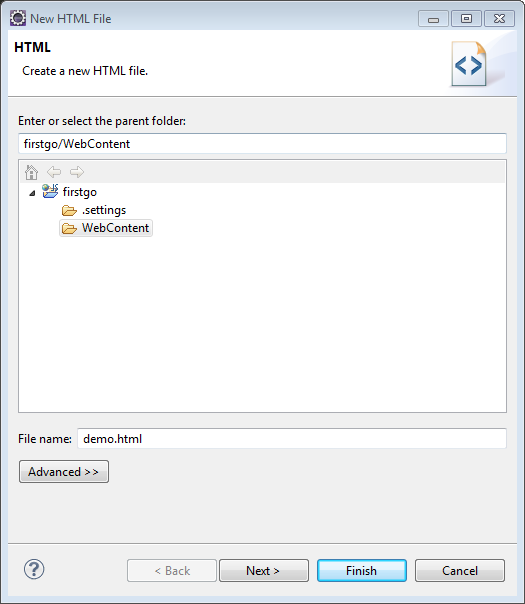 New HTML File
HTML
Create a new HTML file.
Enter or select the parent folder:
firstgo/WebContent
firstgo
.settings
WebContent
File name: demo.html
Advanced >>
< Back Next > Finish Cancel